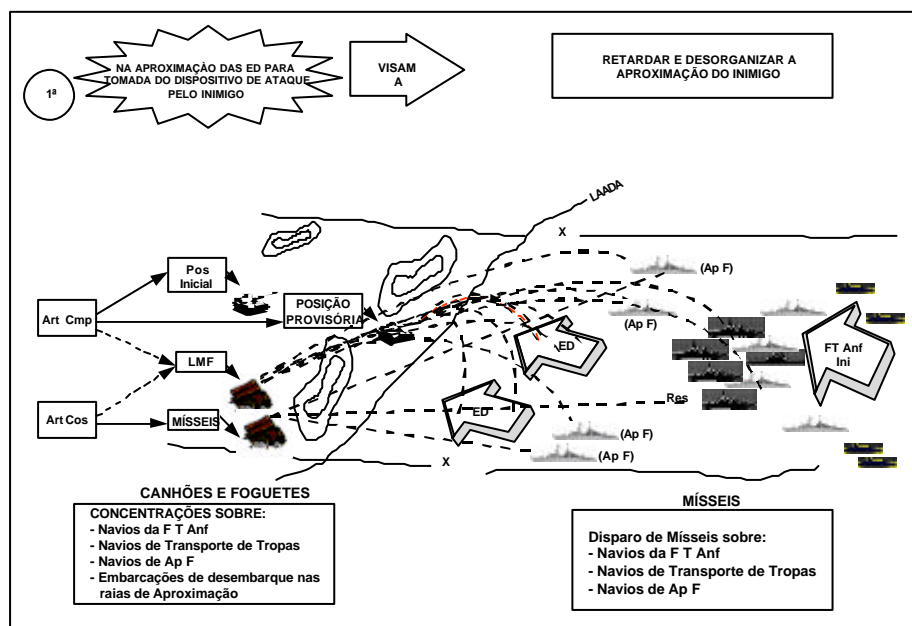 1ª
NA APROXIMAÇÀO DAS ED PARA
TOMADA DO DISPOSITIVO DE ATAQUE
PELO INIMIGO
VISAM
A
RETARDAR E DESORGANIZAR A
APROXIMAÇÃO DO INIMIGO
LAADA
X
Pos
Inicial
(Ap F)
POSIÇÃO
PROVISÓRIA
Art Cmp
(Ap F)
ED
FT Anf
Ini
LMF
Res
Art Cos
MÍSSEIS
ED
(Ap F)
(Ap F)
X
CANHÕES E FOGUETES
CONCENTRAÇÕES SOBRE:
- Navios da F T Anf
- Navios de Transporte de Tropas
- Navios de Ap F
- Embarcações de desembarque nas
raias de Aproximação
MÍSSEIS
Disparo de Mísseis sobre:
- Navios da F T Anf
- Navios de Transporte de Tropas
- Navios de Ap F